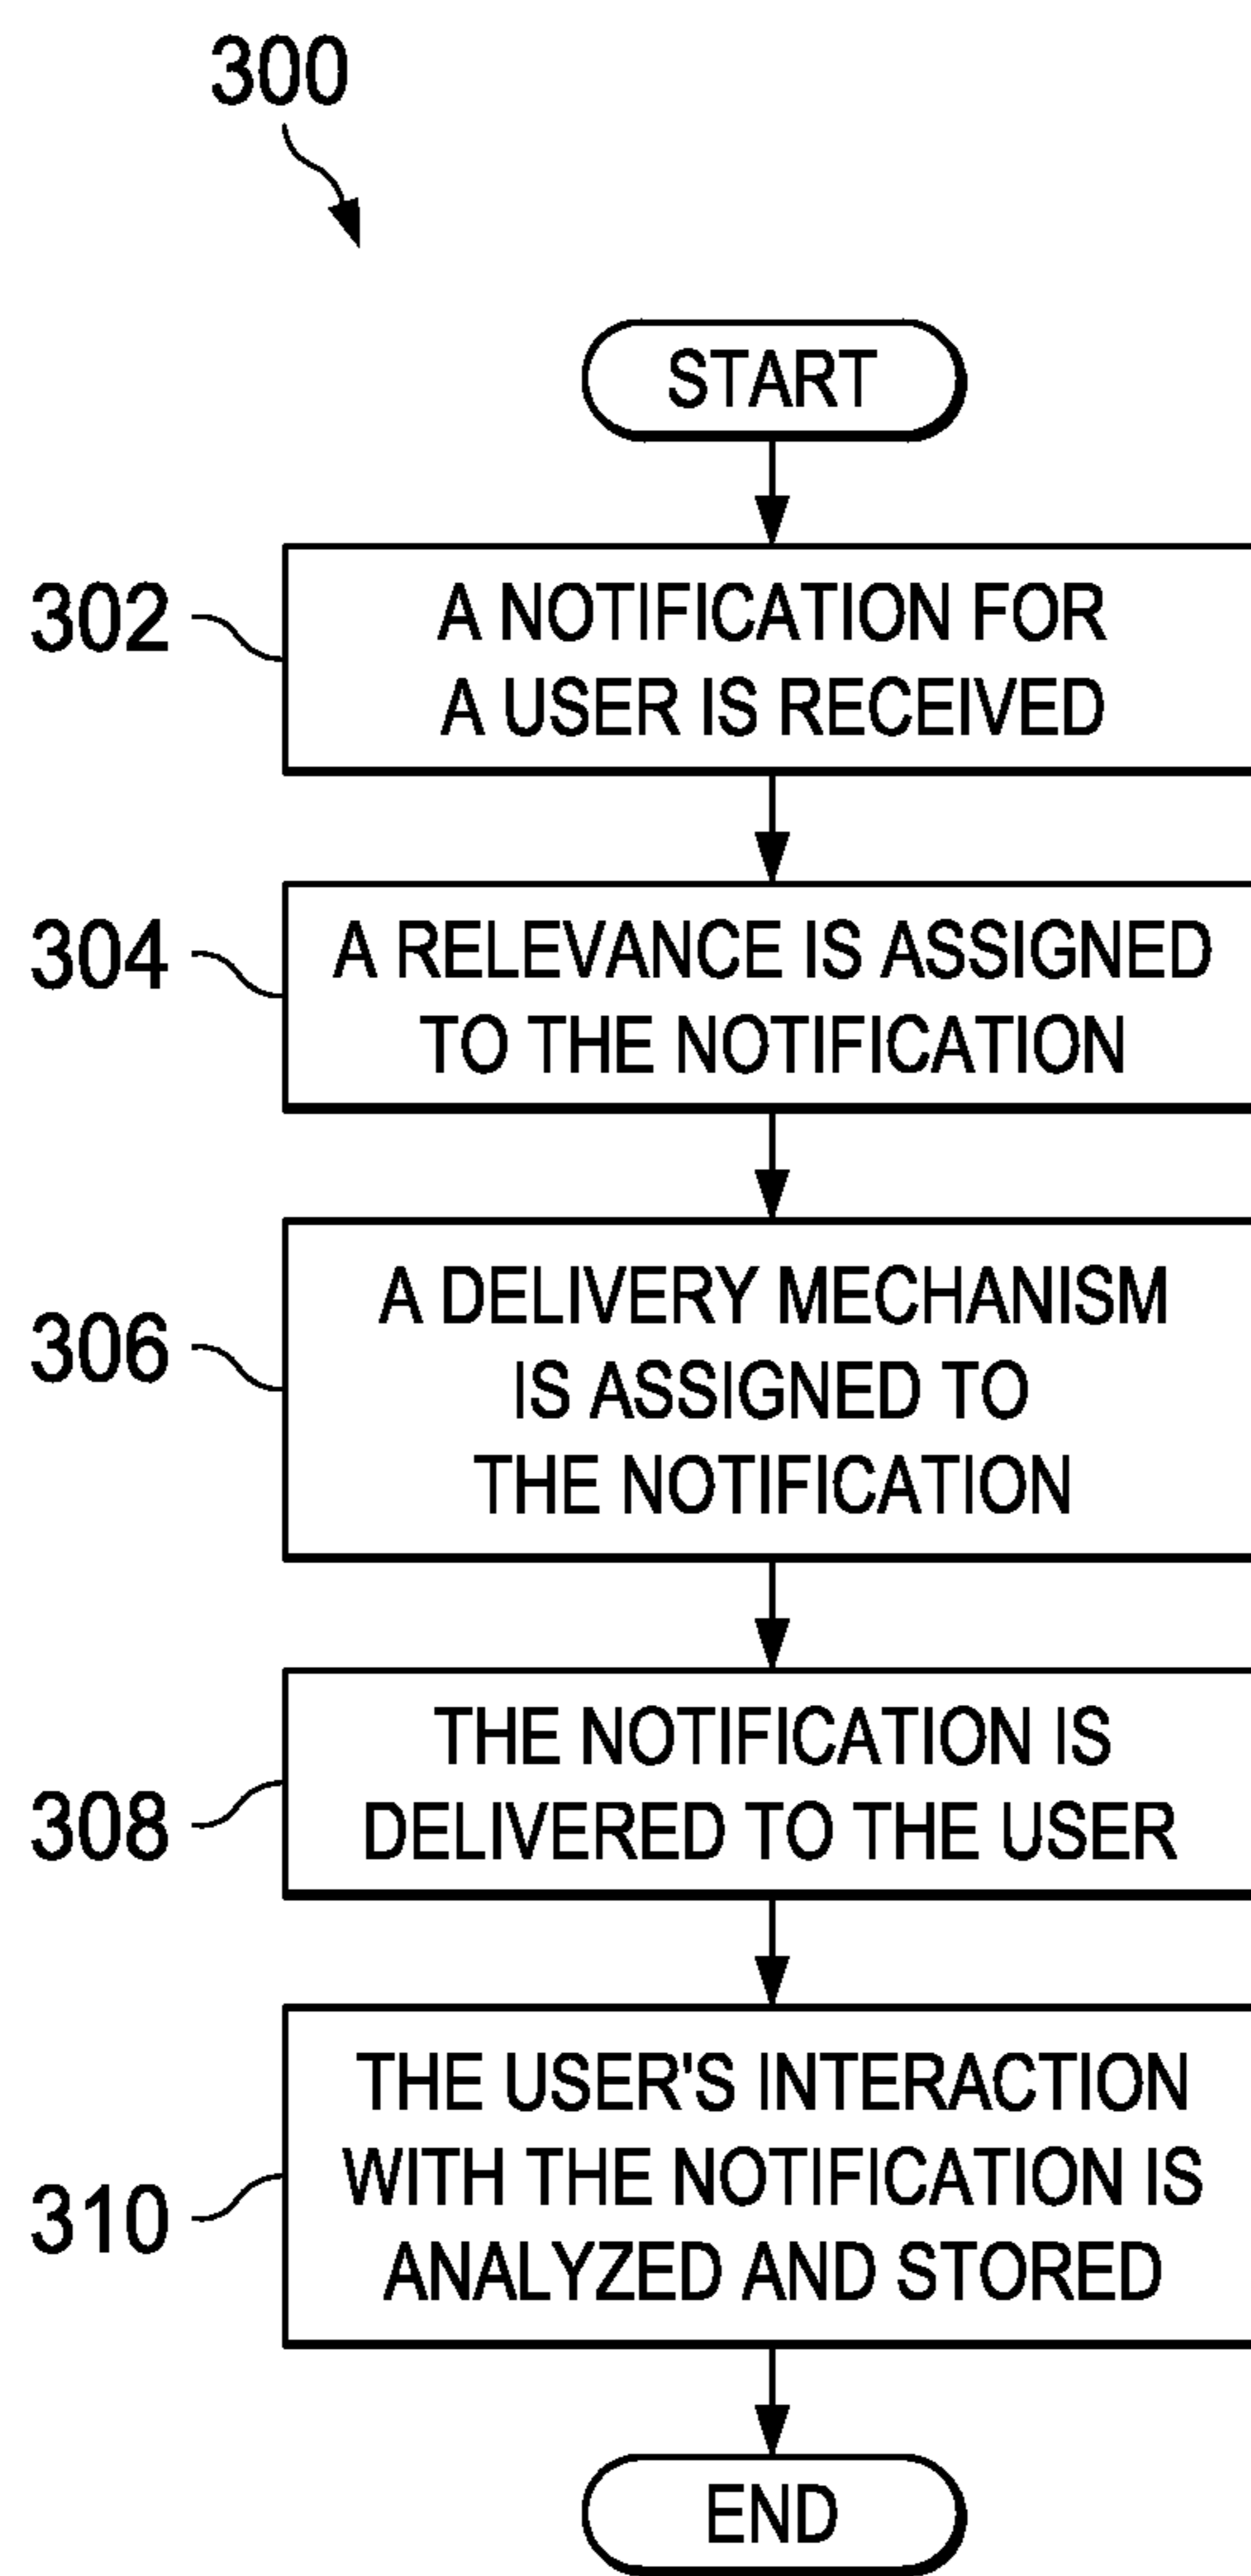 300
START
302
A NOTIFICATION FOR
A USER IS RECEIVED
304
A RELEVANCE IS ASSIGNED
TO THE NOTIFICATION
306
A DELIVERY MECHANISM
IS ASSIGNED TO
THE NOTIFICATION
308
THE NOTIFICATION IS
DELIVERED TO THE USER
310
THE USER'S INTERACTION
WITH THE NOTIFICATION IS
ANALYZED AND STORED
END